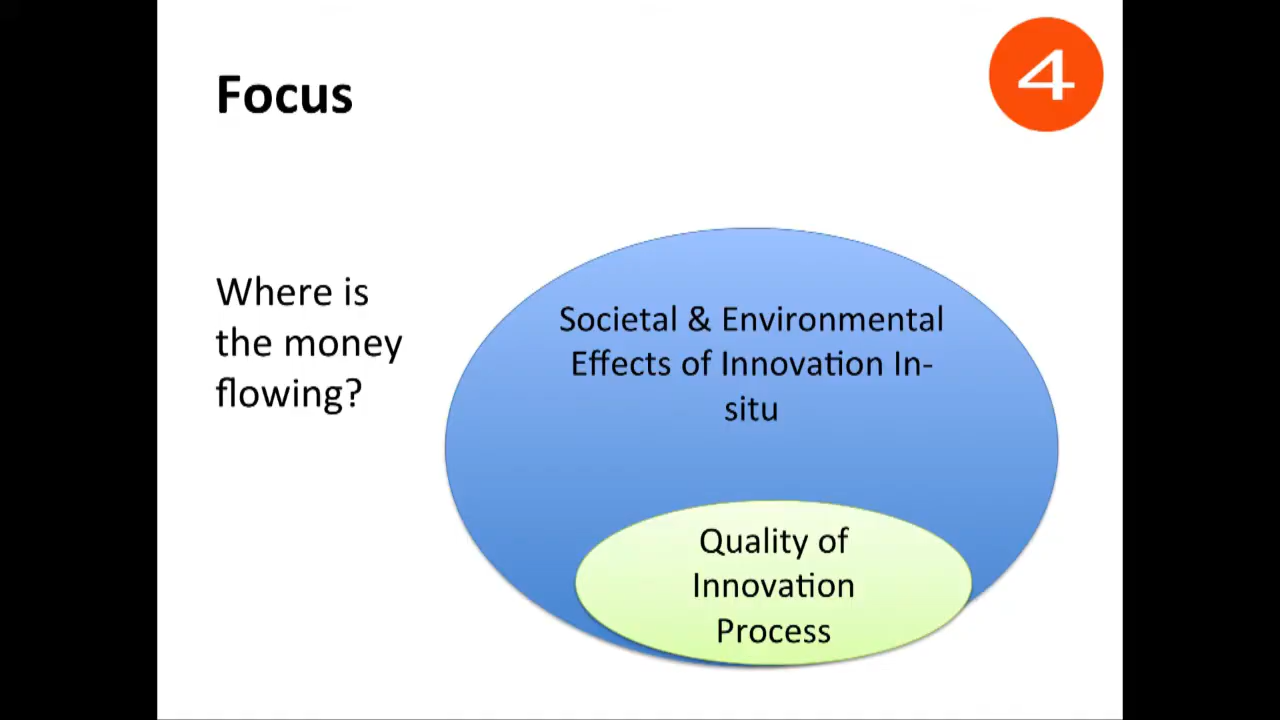 Focus
4
Where is
the money
flowing?
Societal & Environmental
Effects of Innovation In-
situ
Quality of
Innovation
Process